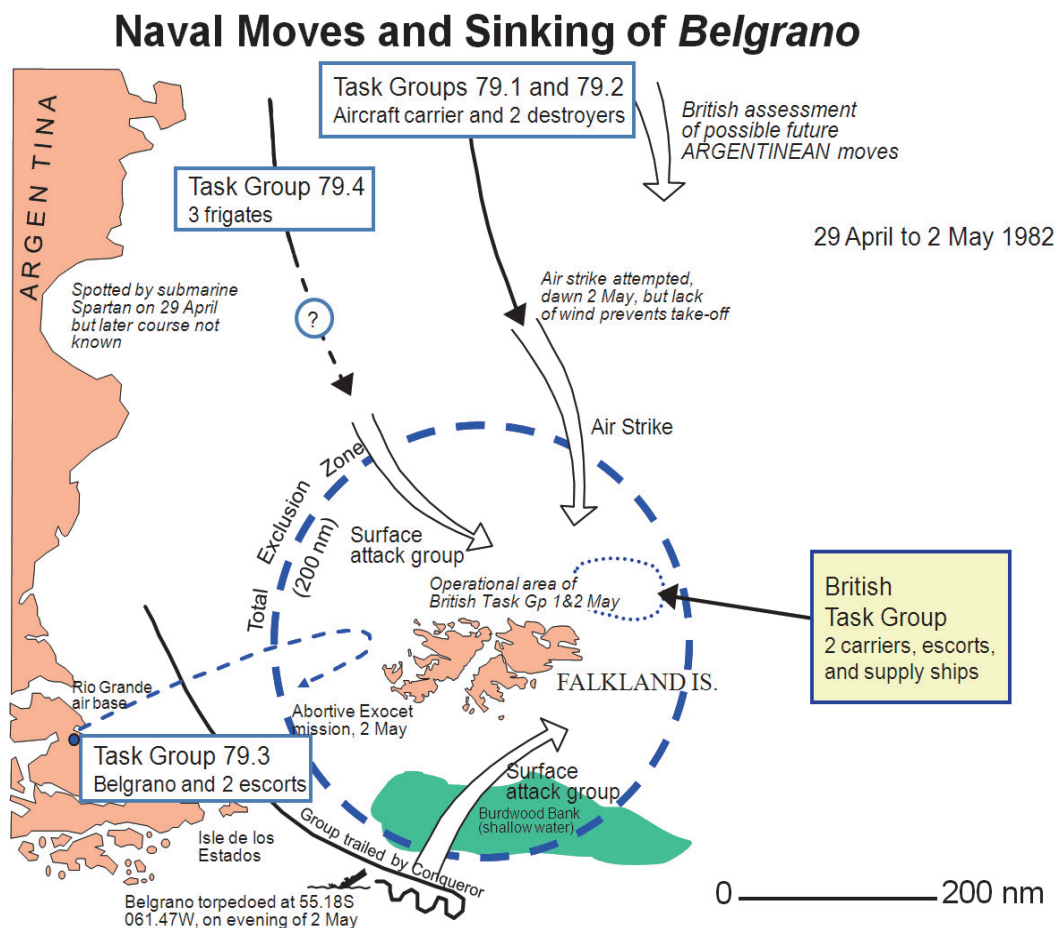 Naval Moves and Sinking of Belgrano
ARGENTINA
Task Groups 79.1 and 79.2
Aircraft carrier and 2 destroyers
British assessment
of possible future
ARGENTINEAN moves
Task Group 79.4
3 frigates
29 April to 2 May 1982
Spotted by submarine
Spartan on 29 April
but later course not
known
?
Air strike attempted,
dawn 2 May, but lack
of wind prevents take-off
Air Strike
Total Exclusion Zone
(200 nm)
Surface
attack group
Operational area of
British Task Gp 1&2 May
British
Task Group
2 carriers, escorts,
and supply ships
FALKLAND IS.
Rio Grande
air base
Abortive Exocet
mission, 2 May
Task Group 79.3
Belgrano and 2 escorts
Surface
attack group
Burdwood Bank
(shallow water)
Isle de los
Estados
Group trailed by Conqueror
Belgrano torpedoed at 55.18S
061.47W, on evening of 2 May
0 200 nm